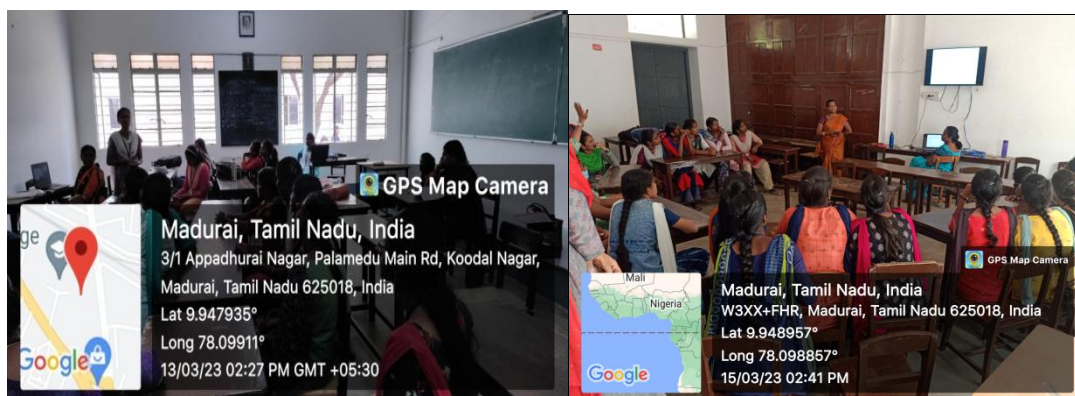 GPS Map Camera
ge
Madurai, Tamil Nadu, India
3/1 Appadhurai Nagar, Palamedu Main Rd, Koodal Nagar,
Madurai, Tamil Nadu 625018, India
Lat 9.947935°
Long 78.09911°
13/03/23 02:27 PM GMT +05:30
Google
GPS Map Camera
Mali
Nigeria
Madurai, Tamil Nadu, India
W3XX+FHR, Madurai, Tamil Nadu 625018, India
Lat 9.948957°
Long 78.098857°
15/03/23 02:41 PM
Google